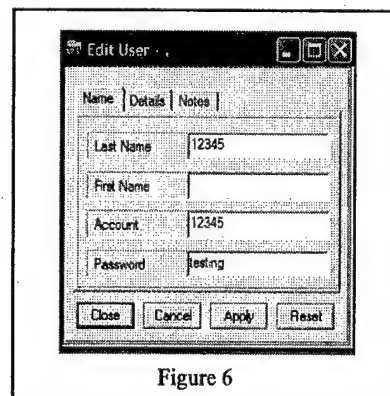 Edit User - .
Name Details Notes
Last Name 12345
First Name
Account 12345
Password testing
Close Cancel Apply Reset
Figure 6